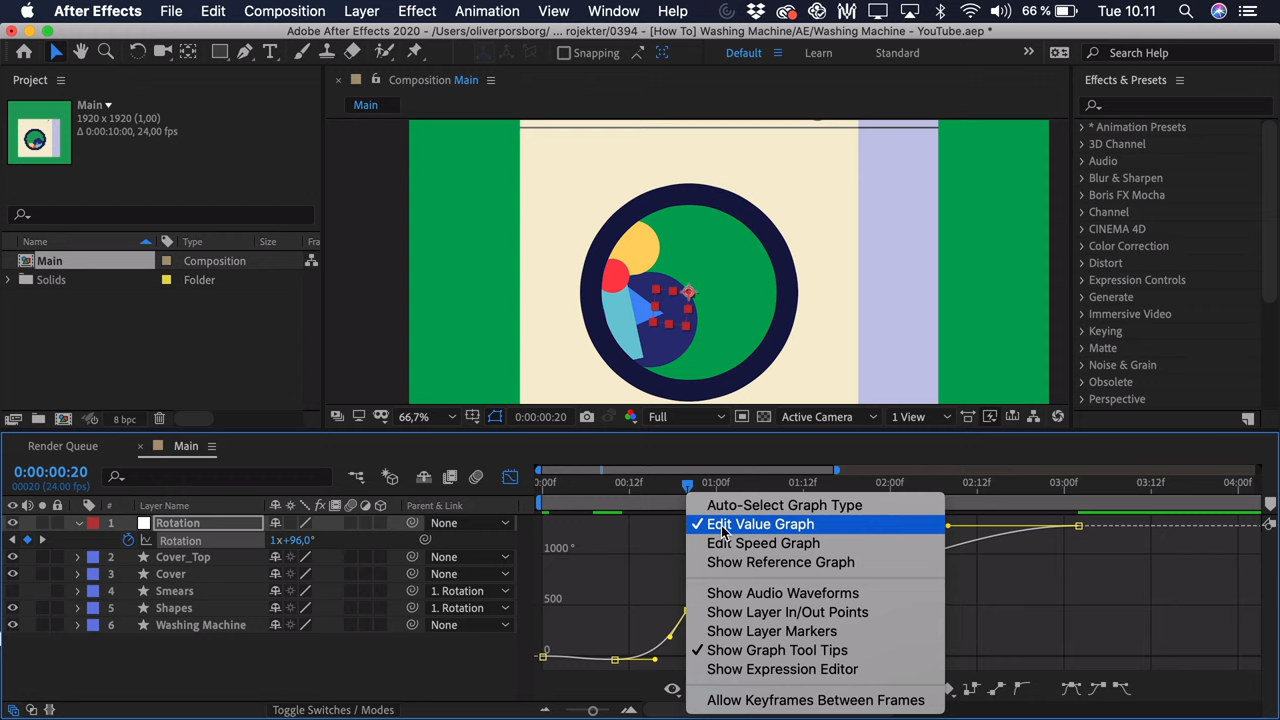 After Effects File Edit Composition Layer Effect Animation View Window Help 66 % Tue 10.11
Adobe After Effects 2020 - /Users/oliverporsborg/ ... rojekter/0394 - [How To] Washing Machine/AE/Washing Machine - YouTube.aep *
Snapping Default Learn Standard Search Help
Project
Composition Main
Effects & Presets
Main
1920 x 1920 (1,00)
Δ 0:00:10:00, 24,00 fps
Main
* Animation Presets
3D Channel
Audio
Blur & Sharpen
Boris FX Mocha
Channel
CINEMA 4D
Color Correction
Distort
Expression Controls
Generate
Immersive Video
Keying
Matte
Noise & Grain
Obsolete
Perspective
Name Type Size Fra
Main Composition
Solids Folder
8 bpc
66,7% 0:00:00:20 Full Active Camera 1 View
Render Queue Main
0:00:00:20
00020 (24.00 fps)
# Layer Name Parent & Link
1 Rotation None
Rotation 1x+96,0°
2 Cover_Top None
3 Cover None
4 Smears 1. Rotation
5 Shapes 1. Rotation
6 Washing Machine None
Toggle Switches / Modes
0:00f 00:12f 01:00f 01:12f 02:00f 02:12f 03:00f 03:12f 04:00f
1000 °
500
0
Auto-Select Graph Type
Edit Value Graph
Edit Speed Graph
Show Reference Graph
Show Audio Waveforms
Show Layer In/Out Points
Show Layer Markers
Show Graph Tool Tips
Show Expression Editor
Allow Keyframes Between Frames